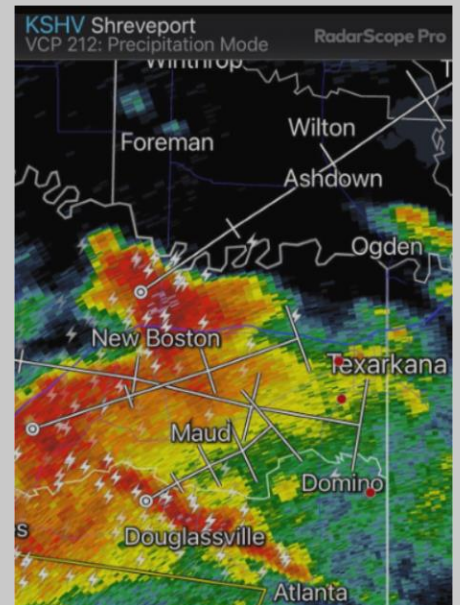 KSHV Shreveport
VCP 212: Precipitation Mode
RadarScope Pro
Winthrop
T
Foreman
Wilton
Ashdown
Ogden
New Boston
Texarkana
Maud
Domino
s
Douglassville
Atlanta